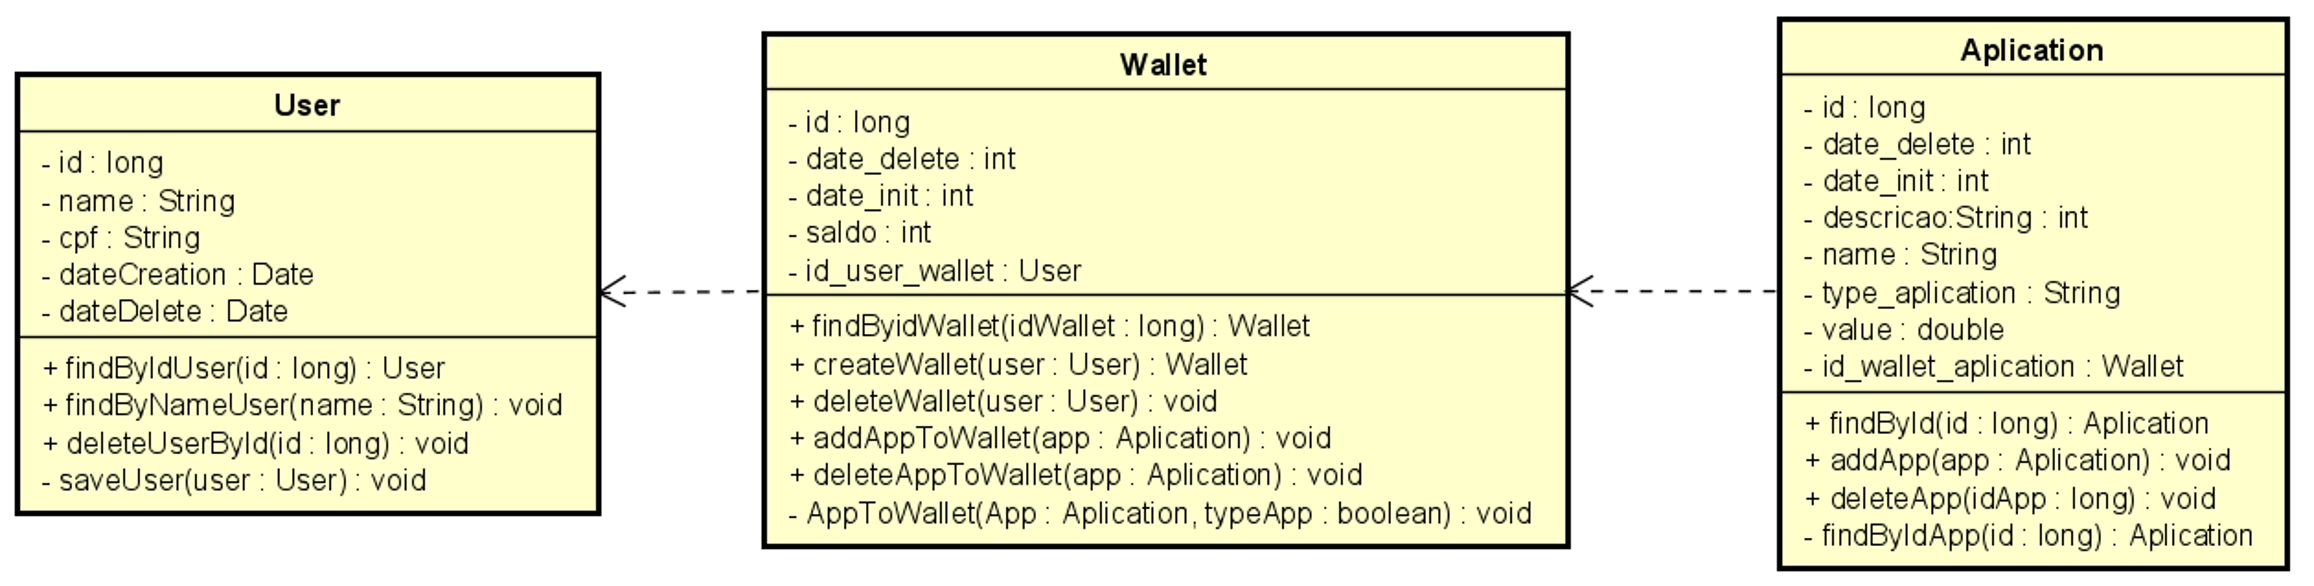 User
- id : long
- name : String
- cpf : String
- dateCreation : Date
- dateDelete : Date
+ findByIdUser(id : long) : User
+ findByNameUser(name : String) : void
+ deleteUserById(id : long) : void
- saveUser(user : User) : void
Wallet
- id : long
- date_delete : int
- date_init : int
- saldo : int
- id_user_wallet : User
+ findByidWallet(idWallet : long) : Wallet
+ createWallet(user : User) : Wallet
+ deleteWallet(user : User) : void
+ addAppToWallet(app : Aplication) : void
+ deleteAppToWallet(app : Aplication) : void
- AppToWallet(App : Aplication, typeApp : boolean) : void
Aplication
- id : long
- date_delete : int
- date_init : int
- descricao:String : int
- name : String
- type_aplication : String
- value : double
- id_wallet_aplication : Wallet
+ findById(id : long) : Aplication
+ addApp(app : Aplication) : void
+ deleteApp(idApp : long) : void
- findByIdApp(id : long) : Aplication